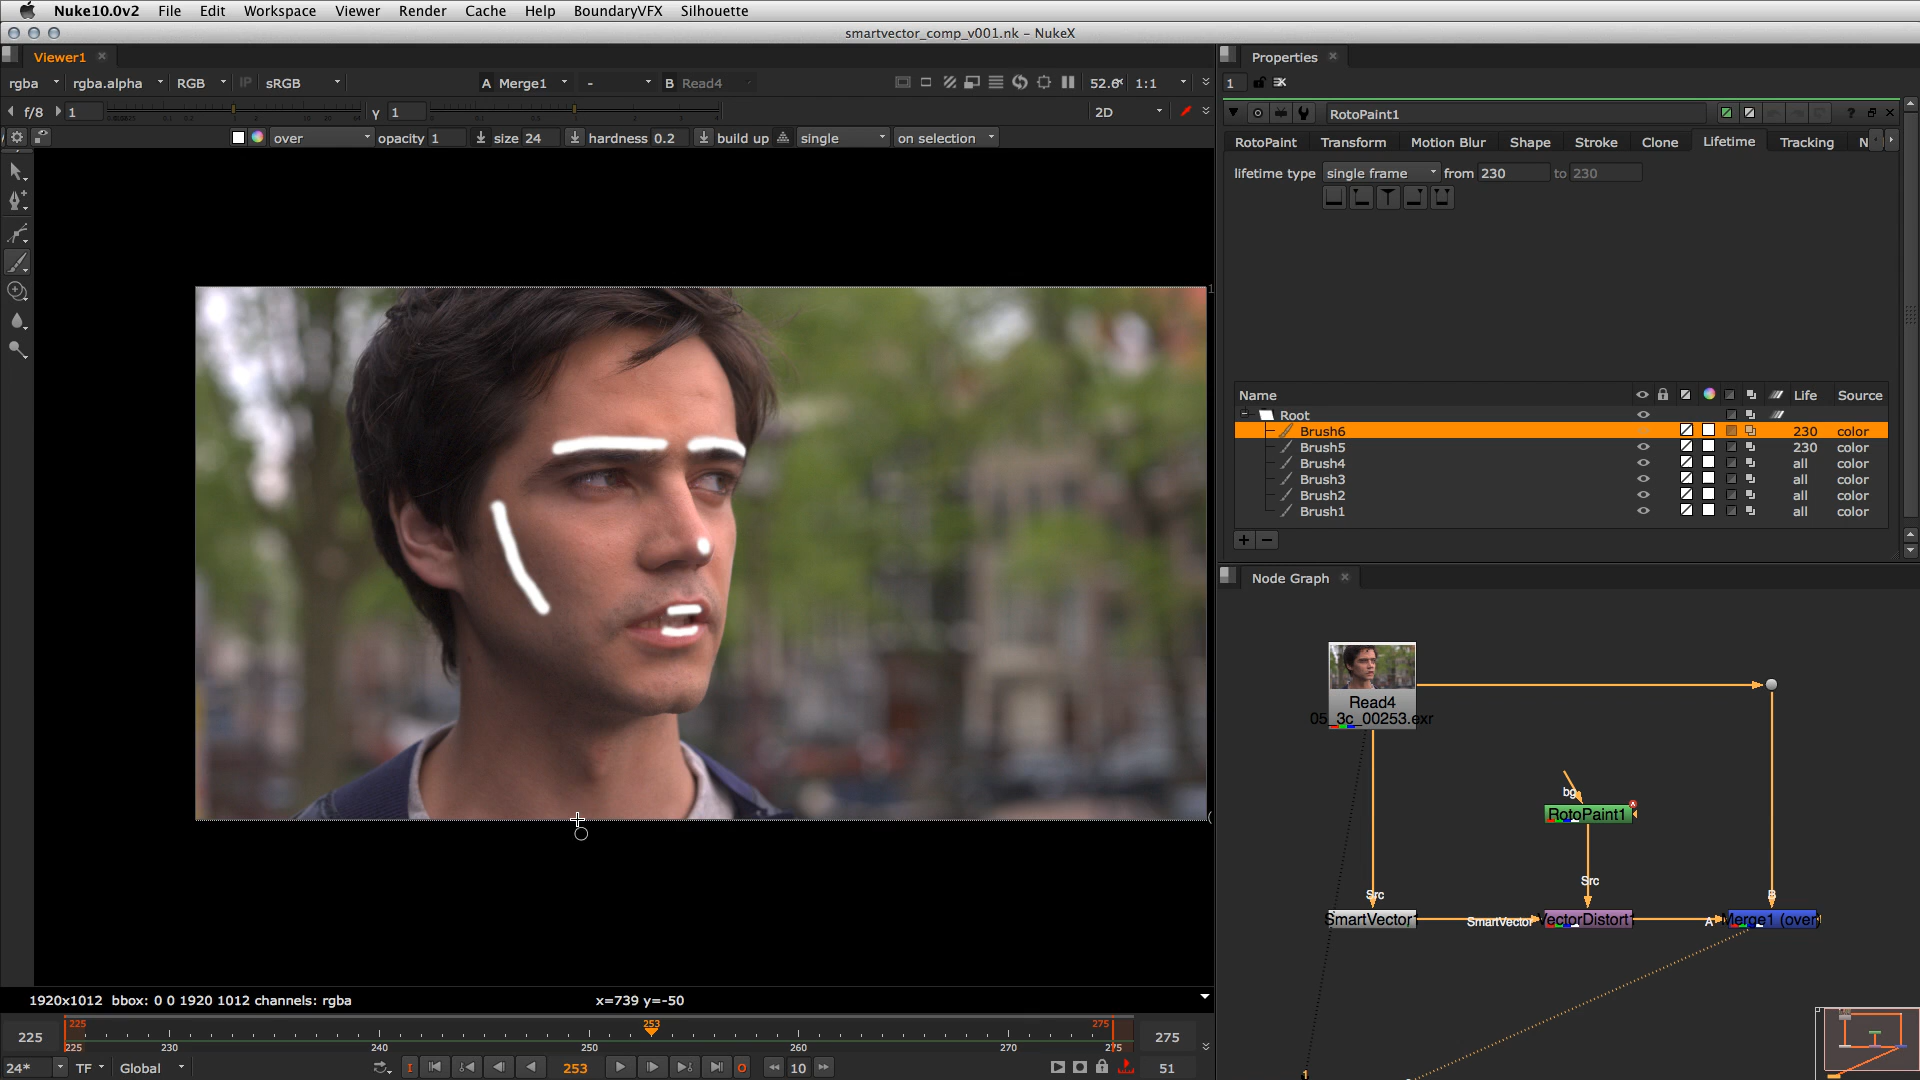 Nuke10.0v2 File Edit Workspace Viewer Render Cache Help BoundaryVFX Silhouette
smartvector_comp_v001.nk - NukeX
Viewer1
rgba rgba.alpha RGB IP sRGB A Merge1 - B Read4 52.6 1:1
f/8 1 y 1 2D
over opacity 1 size 24 hardness 0.2 build up single on selection
1920x1012 bbox: 0 0 1920 1012 channels: rgba x=739 y=-50
225 225 253 275 275
225 230 240 250 260 270 275
24* TF Global I 253 O 10 51
Properties
1
RotoPaint1
RotoPaint Transform Motion Blur Shape Stroke Clone Lifetime Tracking N
lifetime type single frame from 230 to 230
Name Life Source
Root
Brush6 230 color
Brush5 230 color
Brush4 all color
Brush3 all color
Brush2 all color
Brush1 all color
Node Graph
Read4
05_3c_00253.exr
bg
RotoPaint1
Src
Src B
SmartVector SmartVector VectorDistort A Merge1 (over)
1